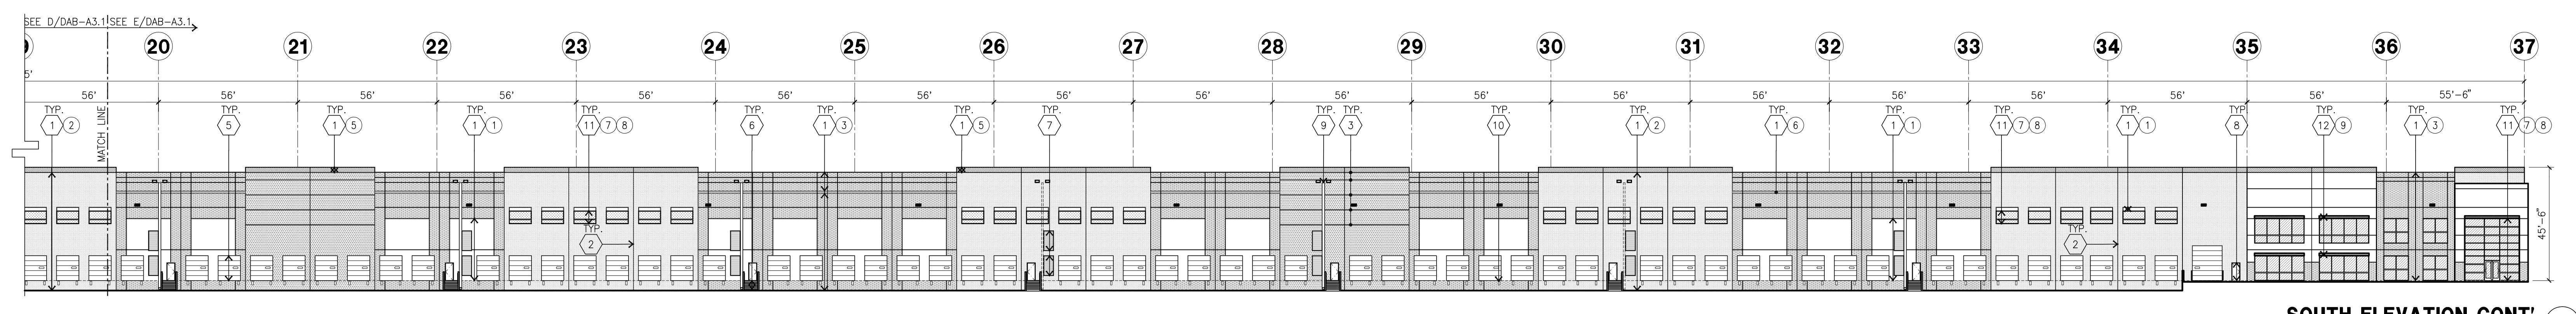 SEE D/DAB-A3.1 SEE E/DAB-A3.1
20 21 22 23 24 25 26 27 28 29 30 31 32 33 34 35 36 37
5'
56' 56' 56' 56' 56' 56' 56' 56' 56' 56' 56' 56' 56' 56' 56' 56' 56' 55'-6"
TYP. TYP. TYP. TYP. TYP. TYP. TYP. TYP. TYP. TYP. TYP. TYP. TYP. TYP. TYP. TYP. TYP. TYP. TYP. TYP. TYP.
1 2 5 1 5 1 1 11 7 8 6 1 3 1 5 7 9 3 10 1 2 1 6 1 1 11 7 8 1 1 8 12 9 1 3 11 7 8
MATCH LINE
TYP. TYP.
2 2
45'-6"
SOUTH ELEVATION CONT'